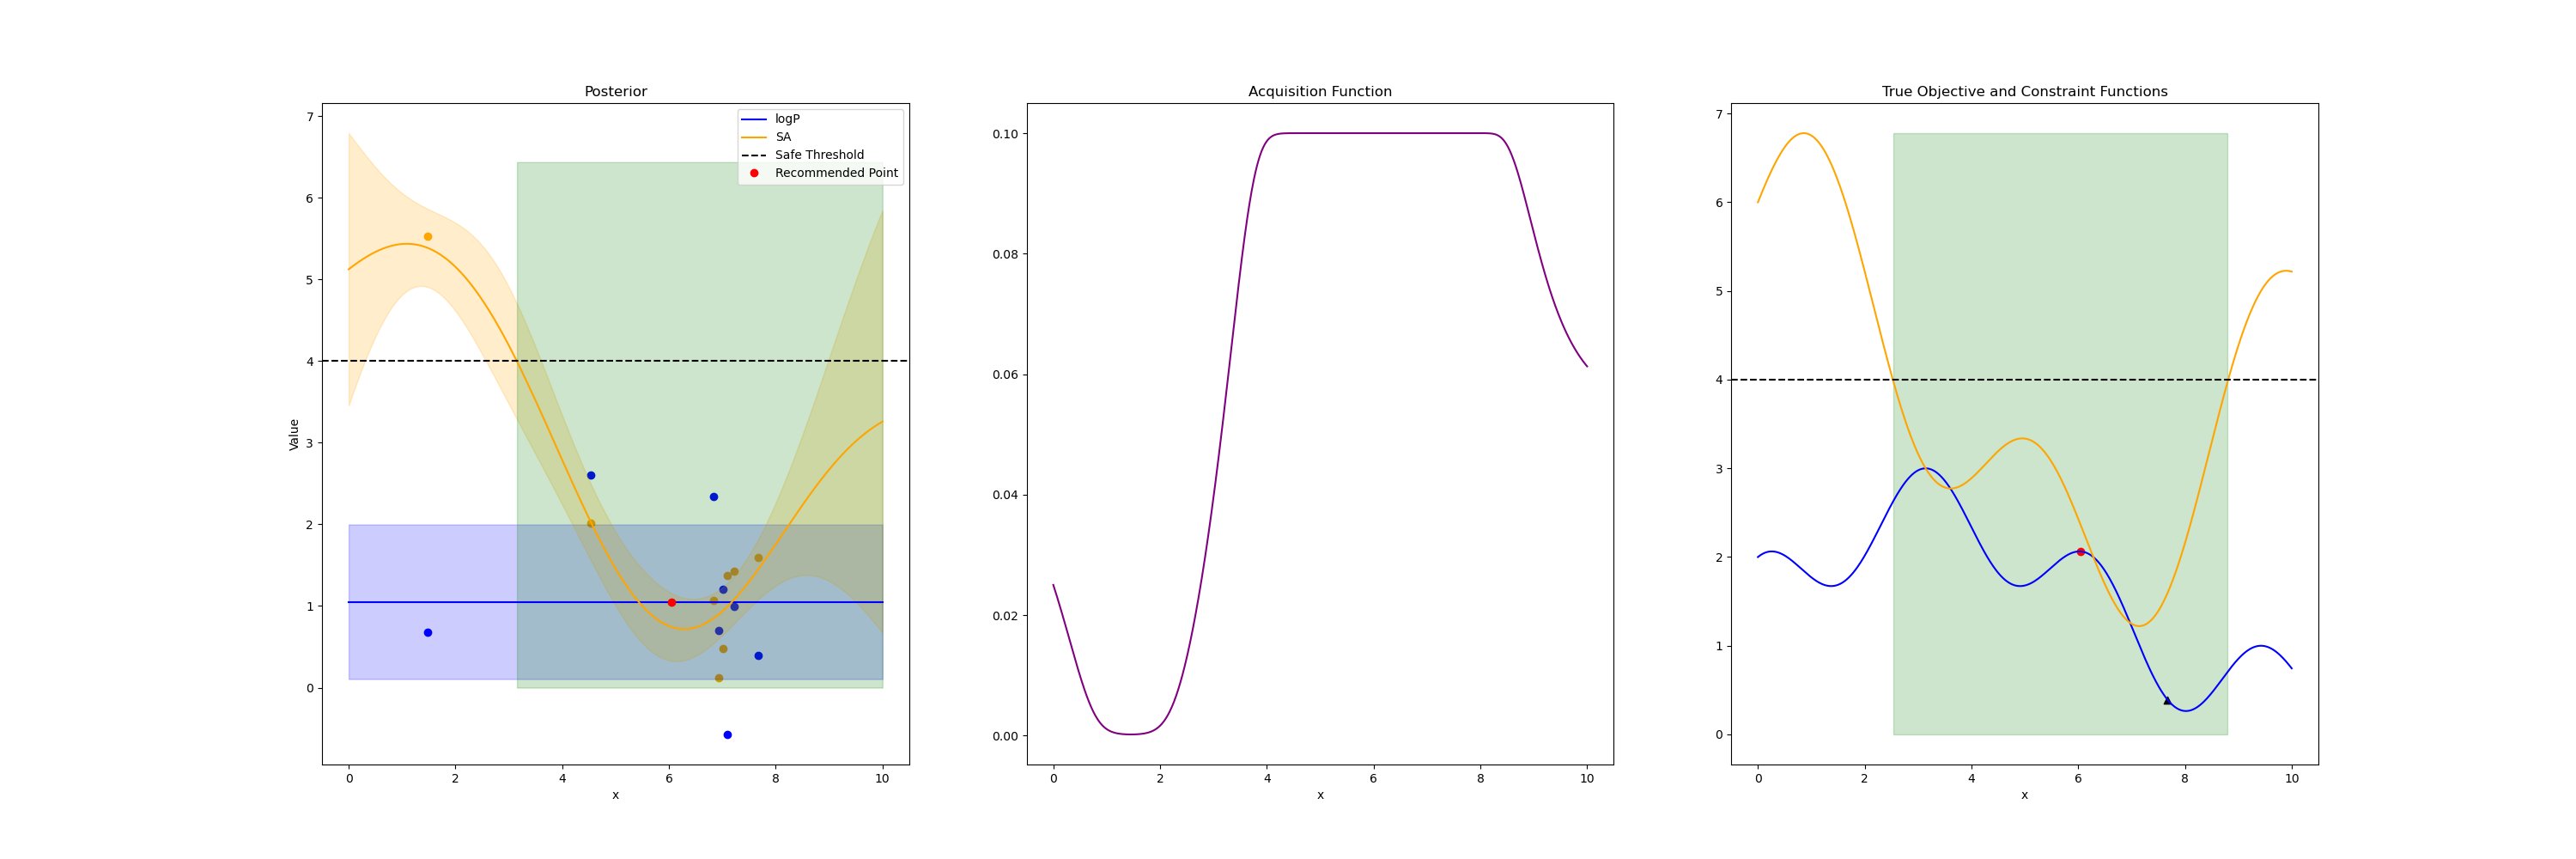 Posterior
7
6
5
4
3
2
1
0
Value
0 2 4 6 8 10
x
logP
SA
Safe Threshold
Recommended Point
Acquisition Function
0.10
0.08
0.06
0.04
0.02
0.00
0 2 4 6 8 10
x
True Objective and Constraint Functions
7
6
5
4
3
2
1
0
0 2 4 6 8 10
x